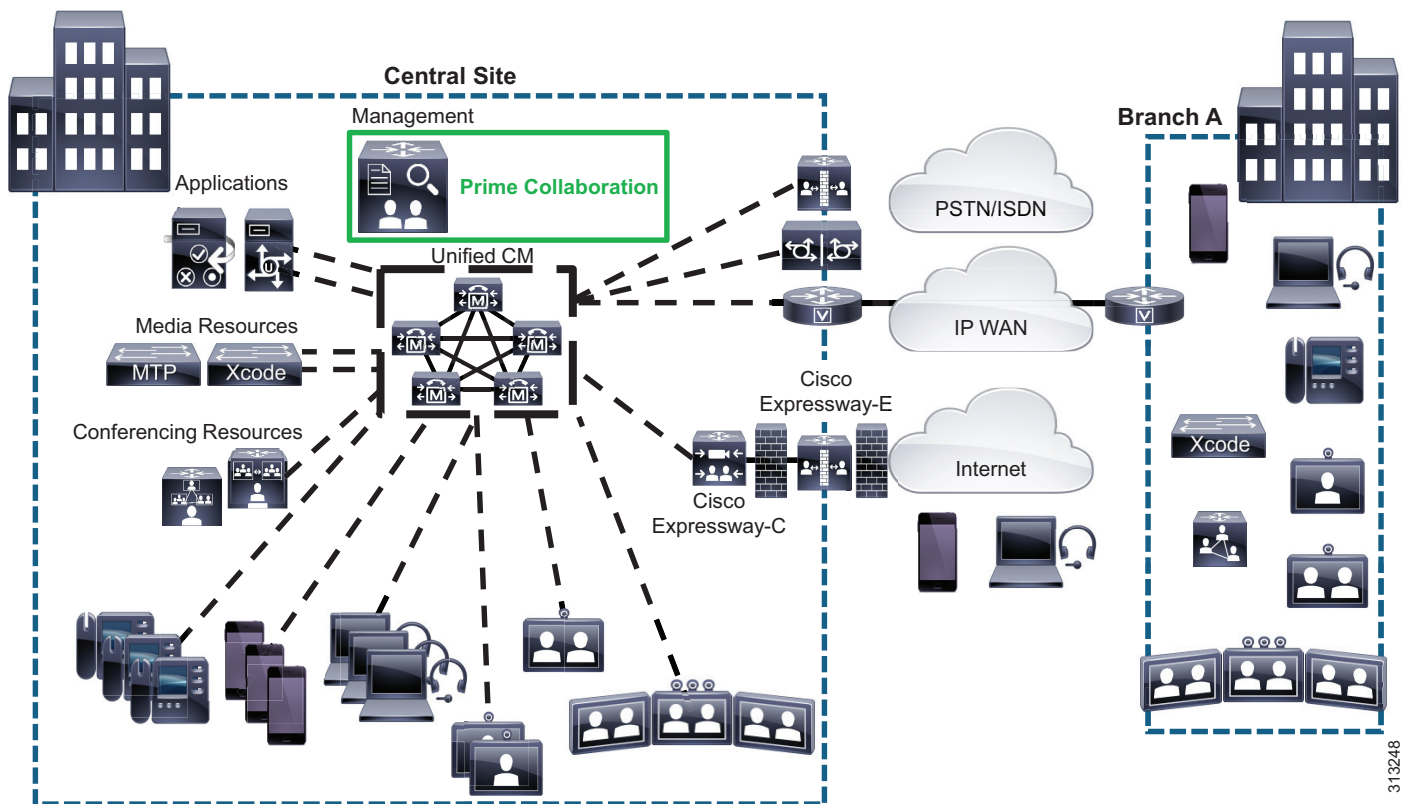 Central Site
Management
Branch A
Applications
Prime Collaboration
PSTN/ISDN
Unified CM
U
M
M
M
M
M
Media Resources
MTP
Xcode
V
IP WAN
V
Cisco
Expressway-E
Conferencing Resources
Xcode
Internet
Cisco
Expressway-C
313248